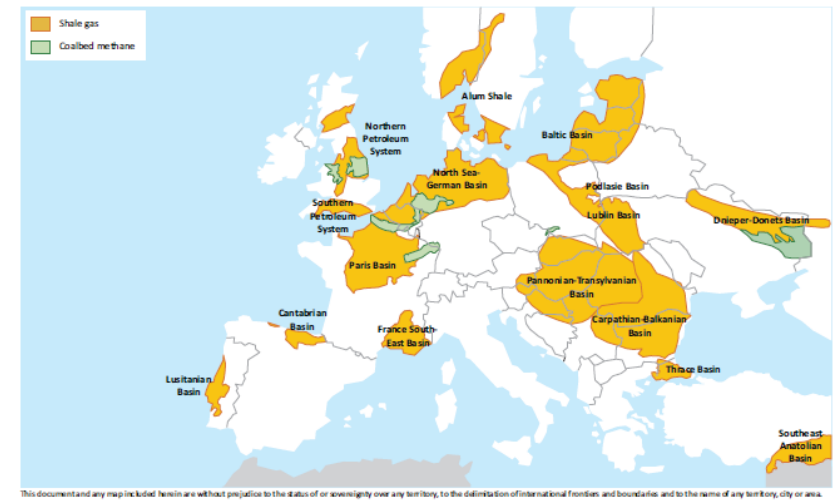 Shale gas
Coalbed methane
Alum Shale
Northern
Petroleum
System
Baltic Basin
North Sea-
German Basin
Podlasie Basin
Southern
Petroleum
System
Lublin Basin
Dnieper-Donets Basin
Paris Basin
Pannonian-Transylvanian
Basin
Cantabrian
Basin
Carpathian-Balkanian
Basin
France South-
East Basin
Thrace Basin
Lusitanian
Basin
Southeast
Anatolian
Basin
This document and any map included herein are without prejudice to the status of or sovereignty over any territory, to the delimitation of international frontiers and boundaries and to the name of any territory, city or area.